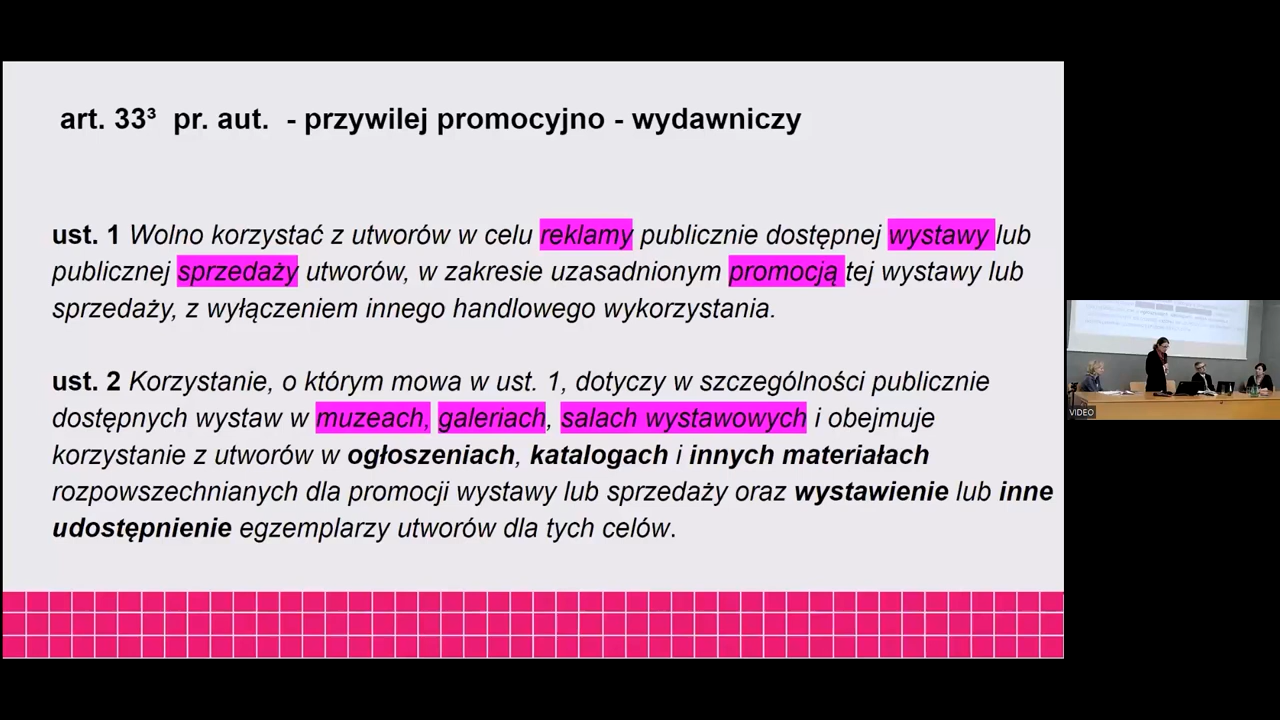 art. 33³ pr. aut. - przywilej promocyjno - wydawniczy
ust. 1 Wolno korzystać z utworów w celu reklamy publicznie dostępnej wystawy lub
publicznej sprzedaży utworów, w zakresie uzasadnionym promocją tej wystawy lub
sprzedaży, z wyłączeniem innego handlowego wykorzystania.
ust. 2 Korzystanie, o którym mowa w ust. 1, dotyczy w szczególności publicznie
dostępnych wystaw w muzeach, galeriach, salach wystawowych i obejmuje
korzystanie z utworów w ogłoszeniach, katalogach i innych materiałach
rozpowszechnianych dla promocji wystawy lub sprzedaży oraz wystawienie lub inne
udostępnienie egzemplarzy utworów dla tych celów.
VIDEO